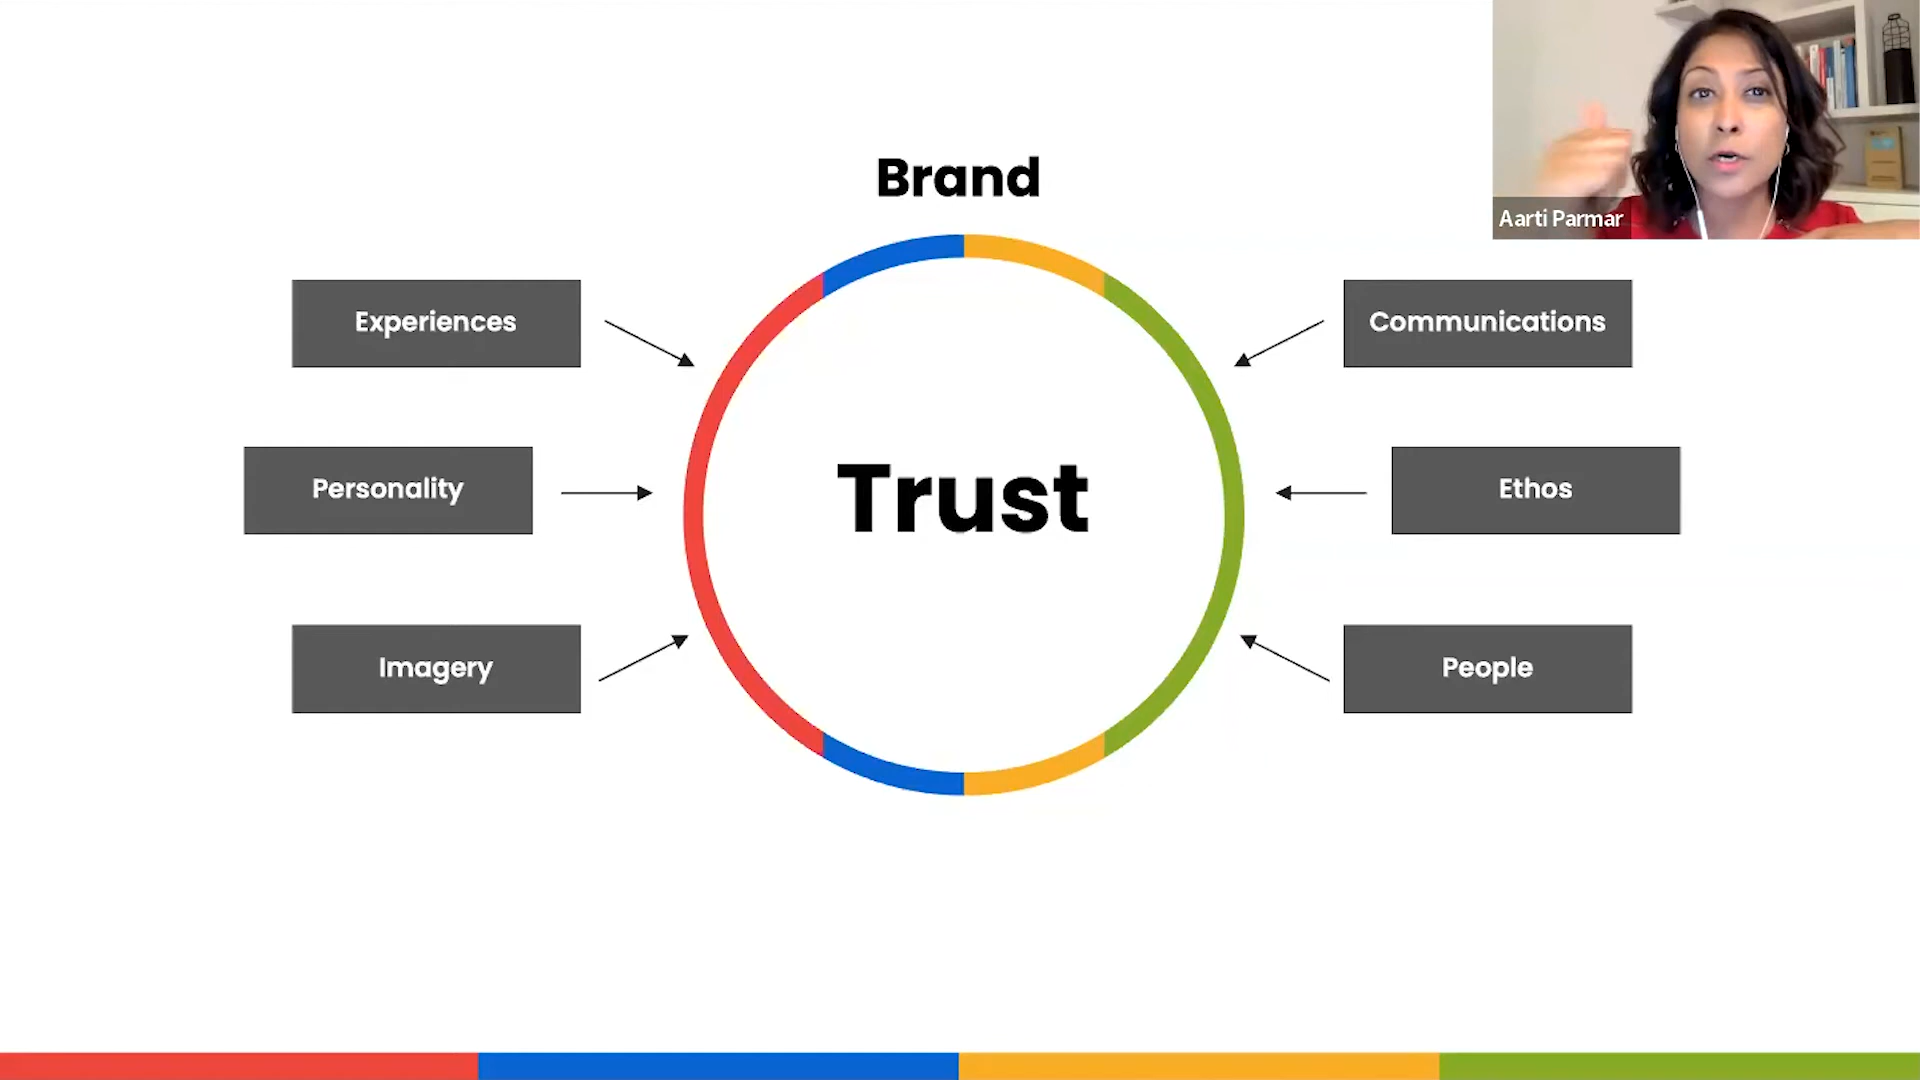 Aarti Parmar
Brand
Experiences
Communications
Personality
Trust
Ethos
Imagery
People